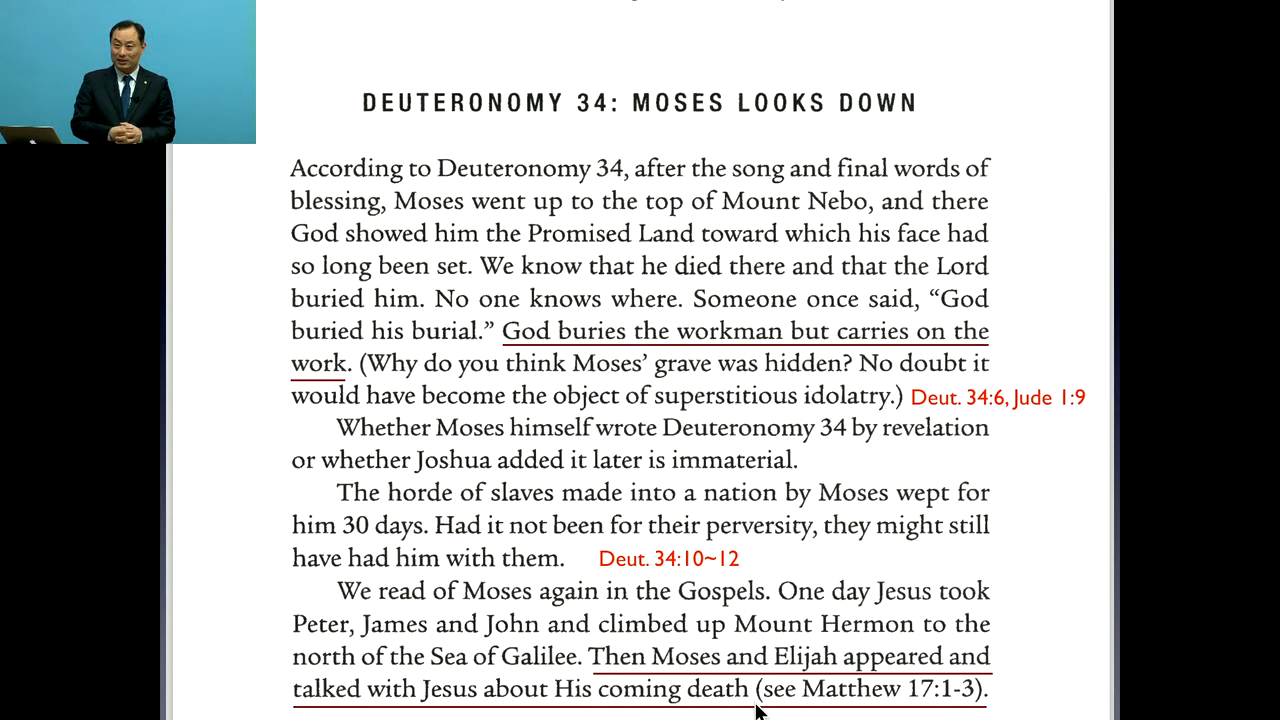 DEUTERONOMY 34: MOSES LOOKS DOWN
According to Deuteronomy 34, after the song and final words of
blessing, Moses went up to the top of Mount Nebo, and there
God showed him the Promised Land toward which his face had
so long been set. We know that he died there and that the Lord
buried him. No one knows where. Someone once said, “God
buried his burial.” God buries the workman but carries on the
work. (Why do you think Moses’ grave was hidden? No doubt it
would have become the object of superstitious idolatry.) Deut. 34:6, Jude 1:9
Whether Moses himself wrote Deuteronomy 34 by revelation
or whether Joshua added it later is immaterial.
The horde of slaves made into a nation by Moses wept for
him 30 days. Had it not been for their perversity, they might still
have had him with them. Deut. 34:10~12
We read of Moses again in the Gospels. One day Jesus took
Peter, James and John and climbed up Mount Hermon to the
north of the Sea of Galilee. Then Moses and Elijah appeared and
talked with Jesus about His coming death (see Matthew 17:1-3).